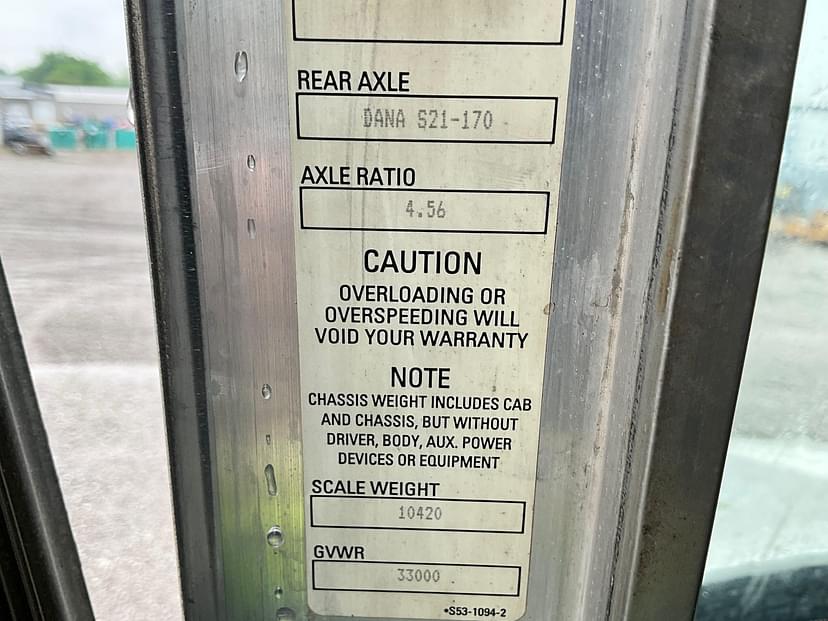 REAR AXLE
DANA S21-170
AXLE RATIO
4.56
CAUTION
OVERLOADING OR
OVERSPEEDING WILL
VOID YOUR WARRANTY
NOTE
CHASSIS WEIGHT INCLUDES CAB
AND CHASSIS, BUT WITHOUT
DRIVER, BODY, AUX. POWER
DEVICES OR EQUIPMENT
SCALE WEIGHT
10420
GVWR
33000
•S53-1094-2